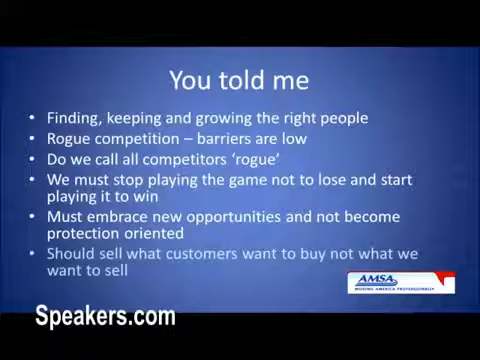 You told me
• Finding, keeping and growing the right people
• Rogue competition – barriers are low
• Do we call all competitors ‘rogue’
• We must stop playing the game not to lose and start
playing it to win
• Must embrace new opportunities and not become
protection oriented
• Should sell what customers want to buy not what we
want to sell
AMSA
MOVING AMERICA PROFESSIONALLY
Speakers.com